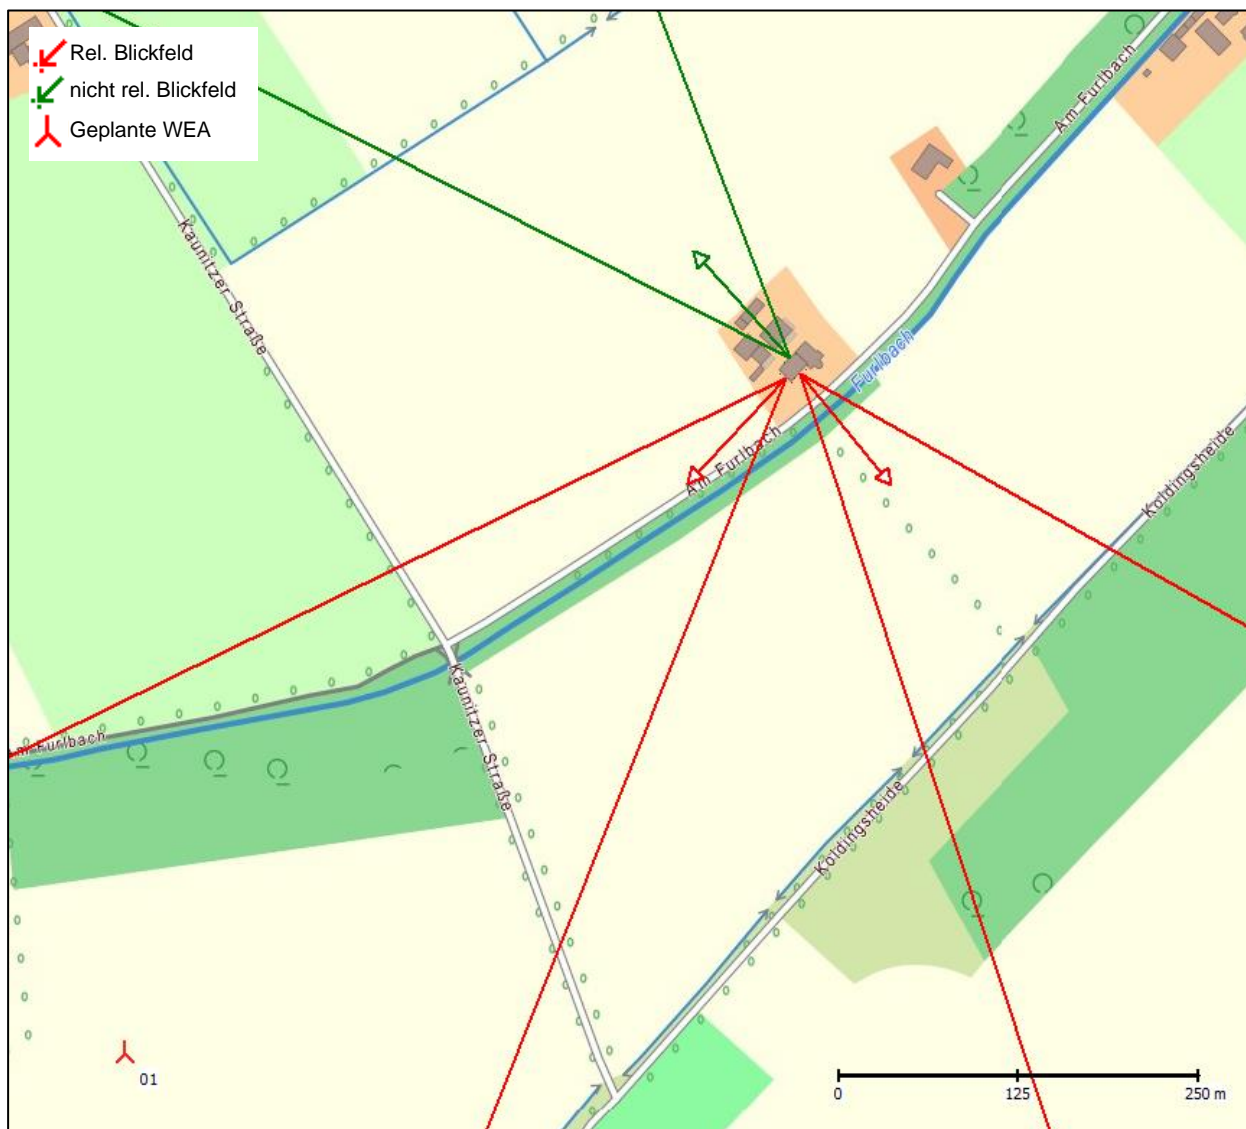 Rel. Blickfeld
nicht rel. Blickfeld
Geplante WEA
Am Furlbach
Kaunitzer Straße
Furlbach
Am Furlbach
Koldingsheide
Kaunitzer Straße
Am Furlbach
Koldingsheide
01
0 125 250 m